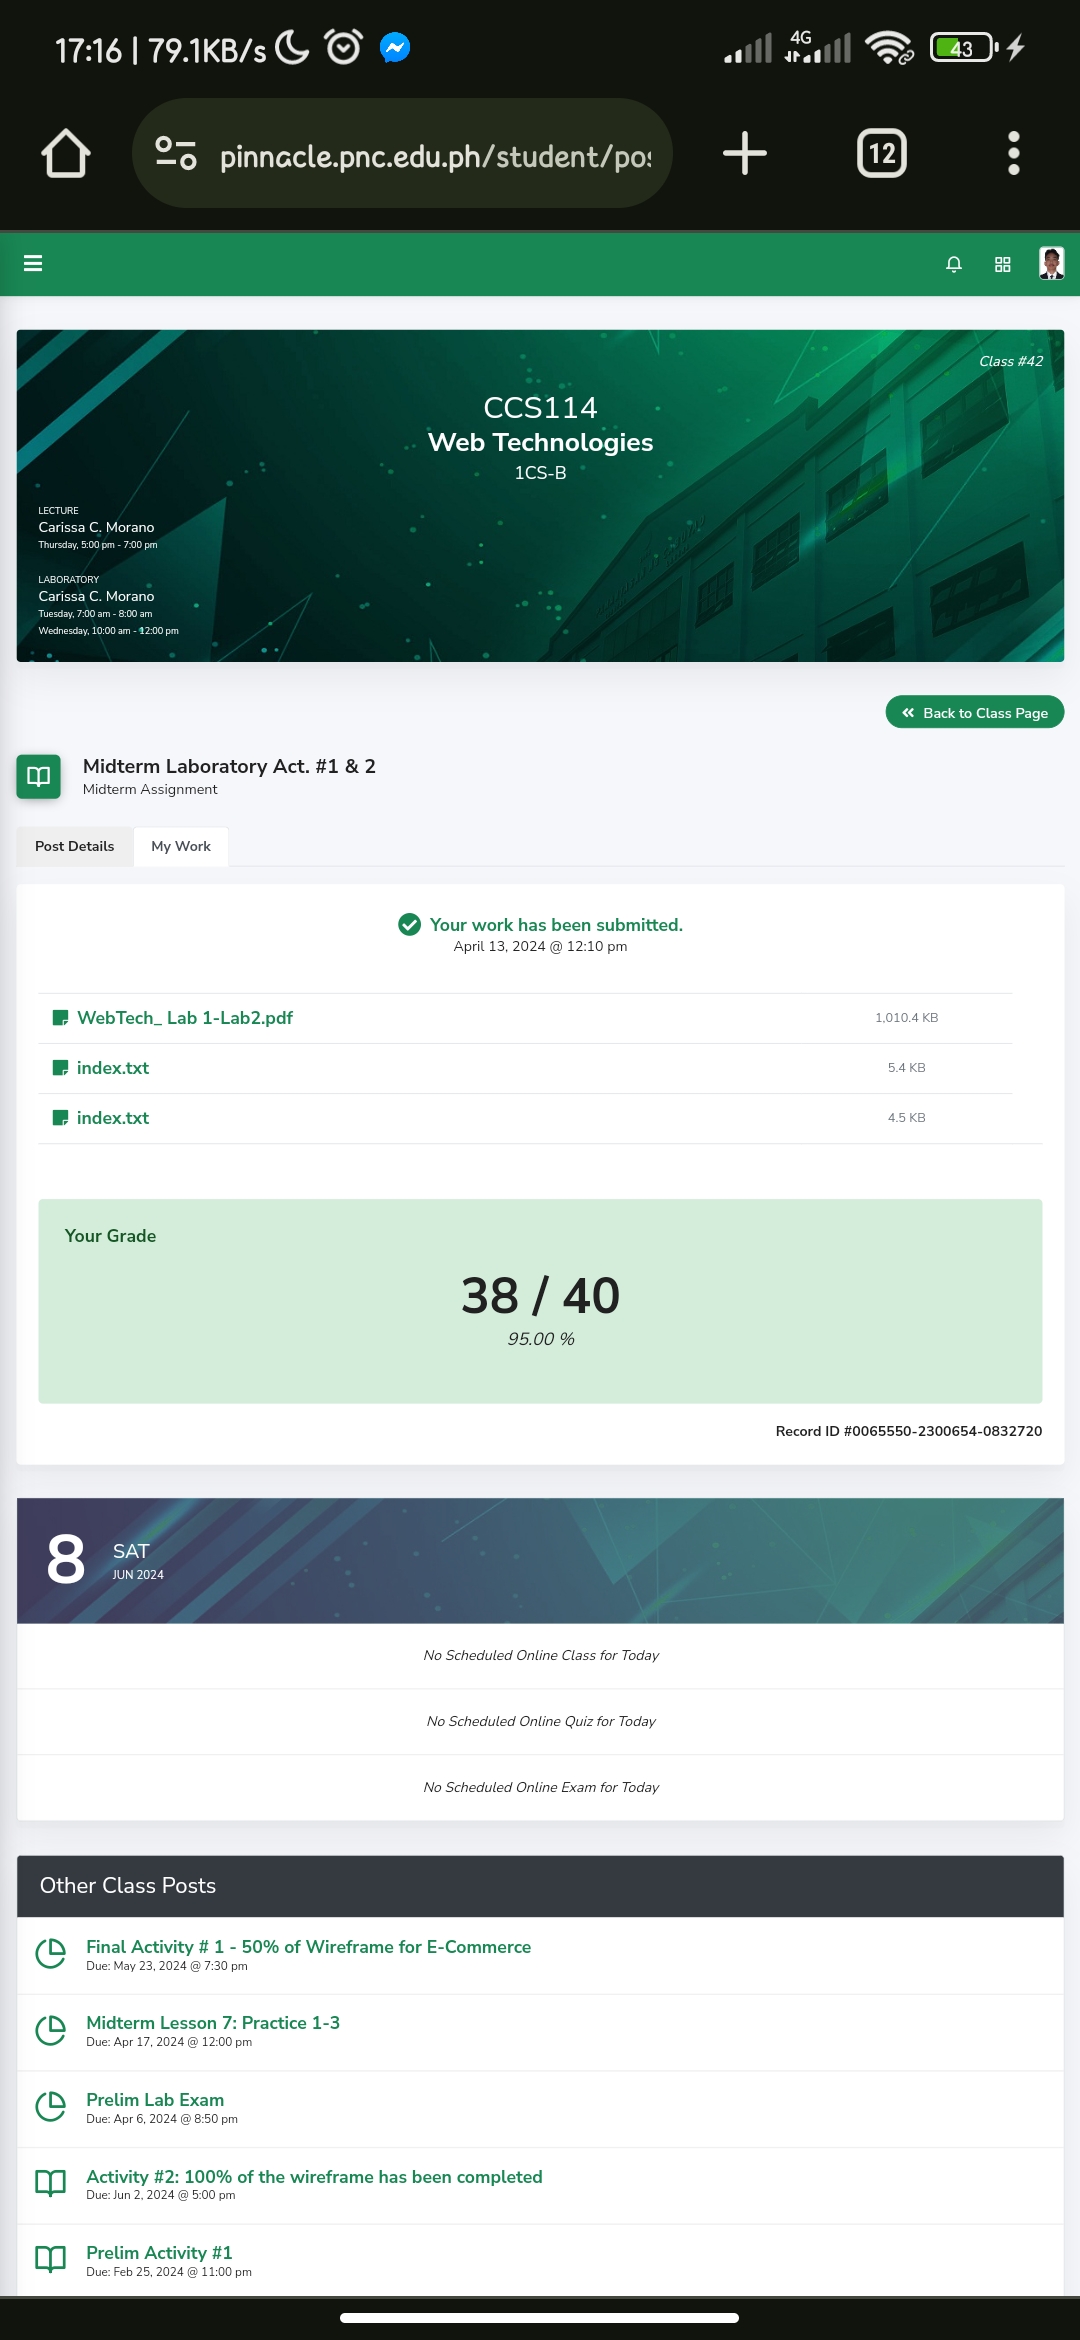 17:16 | 79.1KB/s
4G
43
pinnacle.pnc.edu.ph/student/pos
12
Class #42
CCS114
Web Technologies
1CS-B
LECTURE
Carissa C. Morano
Thursday, 5:00 pm - 7:00 pm
LABORATORY
Carissa C. Morano
Tuesday, 7:00 am - 8:00 am
Wednesday, 10:00 am - 12:00 pm
Back to Class Page
Midterm Laboratory Act. #1 & 2
Midterm Assignment
Post Details
My Work
Your work has been submitted.
April 13, 2024 @ 12:10 pm
WebTech_ Lab 1-Lab2.pdf
1,010.4 KB
index.txt
5.4 KB
index.txt
4.5 KB
Your Grade
38 / 40
95.00 %
Record ID #0065550-2300654-0832720
8
SAT
JUN 2024
No Scheduled Online Class for Today
No Scheduled Online Quiz for Today
No Scheduled Online Exam for Today
Other Class Posts
Final Activity # 1 - 50% of Wireframe for E-Commerce
Due: May 23, 2024 @ 7:30 pm
Midterm Lesson 7: Practice 1-3
Due: Apr 17, 2024 @ 12:00 pm
Prelim Lab Exam
Due: Apr 6, 2024 @ 8:50 pm
Activity #2: 100% of the wireframe has been completed
Due: Jun 2, 2024 @ 5:00 pm
Prelim Activity #1
Due: Feb 25, 2024 @ 11:00 pm